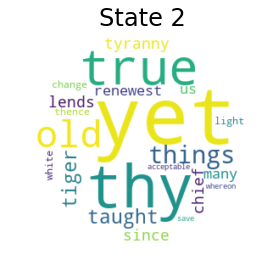 State 2
tyranny
true
change
renewest
us
lends
thence
yet
light
old
things
white
tiger
acceptable
many
thy
chief
whereon
taught
save
since